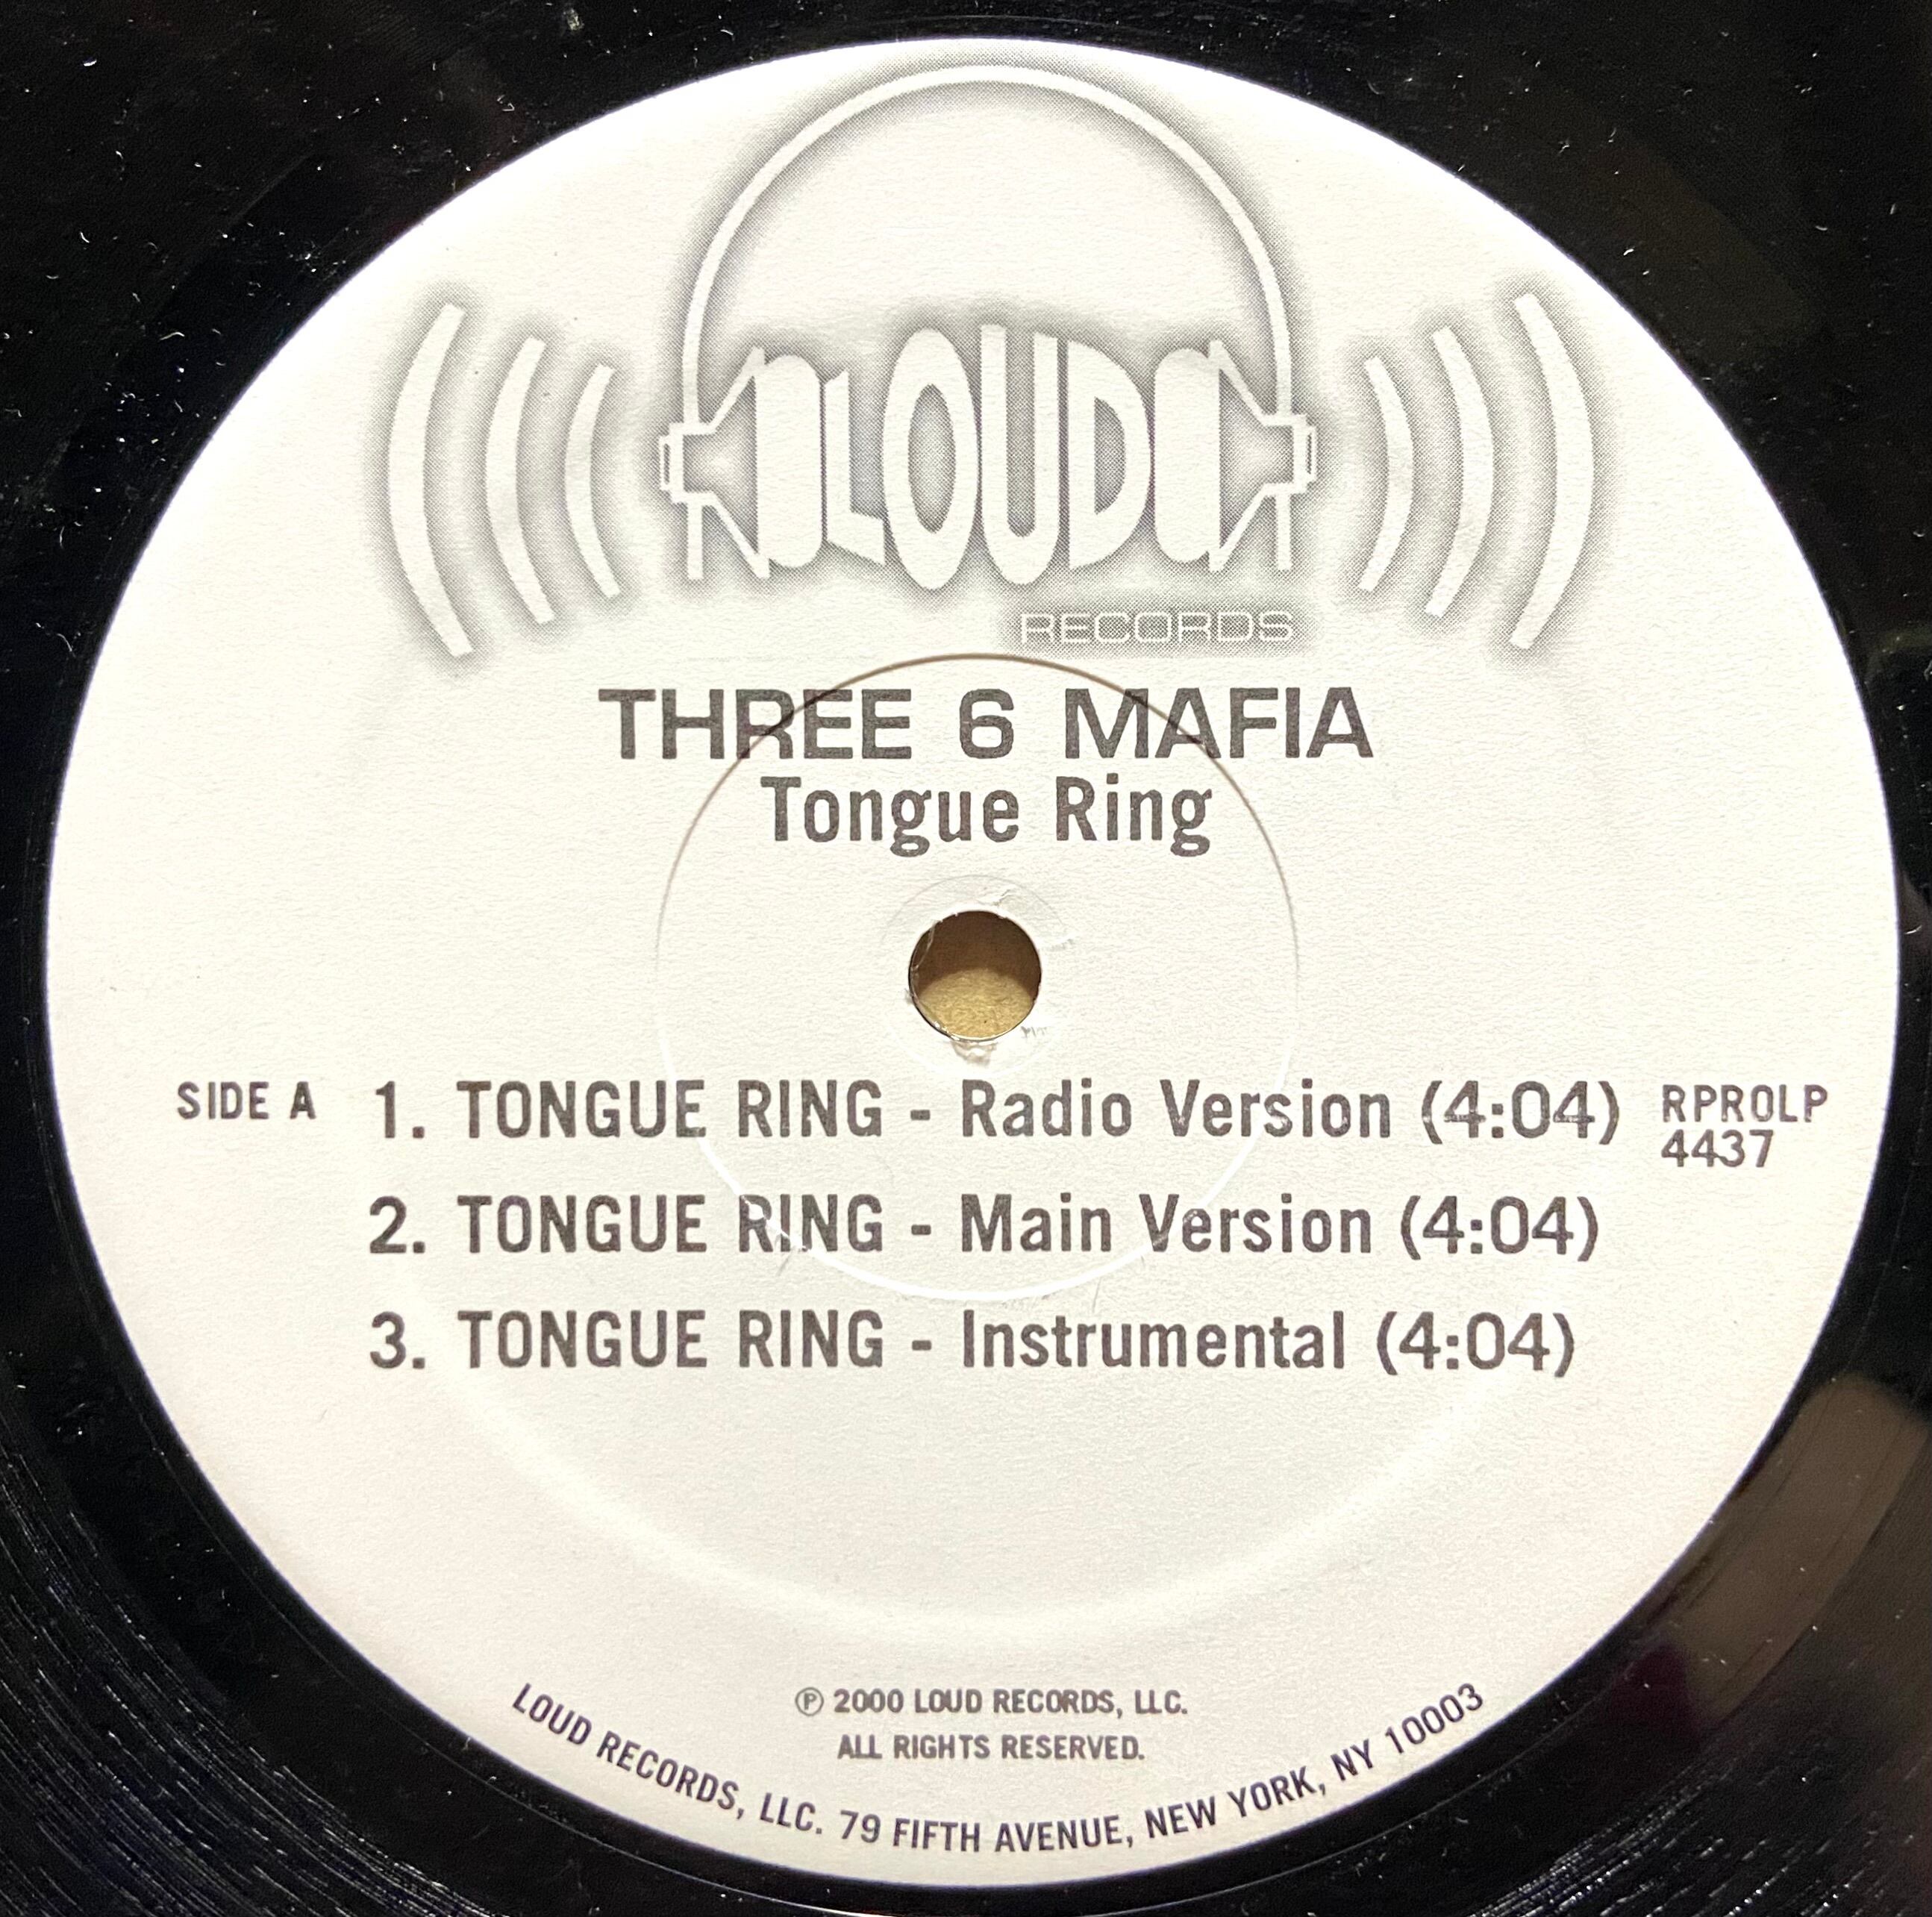 LOUD
RECORDS
THREE 6 MAFIA
Tongue Ring
SIDE A 1. TONGUE RING - Radio Version (4:04) RPROLP
4437
2. TONGUE RING - Main Version (4:04)
3. TONGUE RING - Instrumental (4:04)
Ⓟ 2000 LOUD RECORDS, LLC.
ALL RIGHTS RESERVED.
LOUD RECORDS, LLC. 79 FIFTH AVENUE, NEW YORK, NY 10003